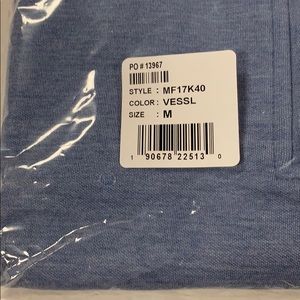 PO # 13967
STYLE : MF17K40
COLOR : VESSL
SIZE : M
1 90678 22513 0